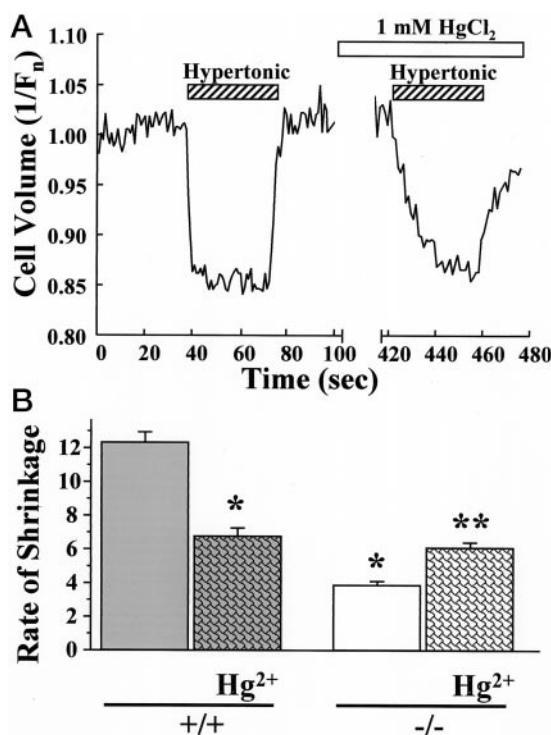 A
1 mM HgCl₂
Hypertonic Hypertonic
Cell Volume (1/Fₙ)
1.10
1.05
1.00
0.95
0.90
0.85
0.80
0 20 40 60 80 100 420 440 460 480
Time (sec)
B
Rate of Shrinkage
12
10
8
6
4
2
0
* * **
Hg²⁺ Hg²⁺
+/+ -/-